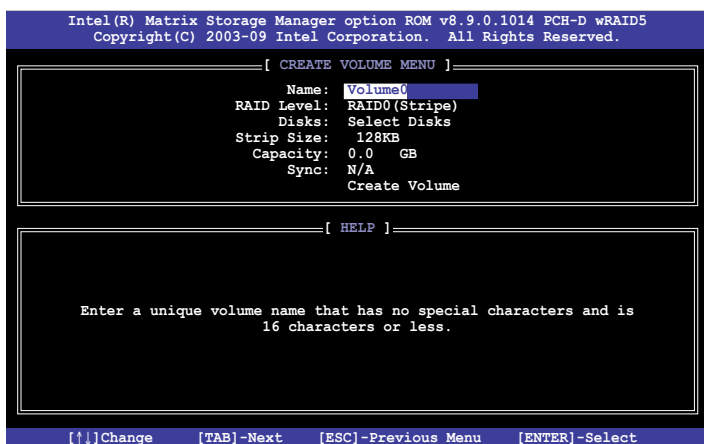 Intel(R) Matrix Storage Manager option ROM v8.9.0.1014 PCH-D wRAID5
Copyright(C) 2003-09 Intel Corporation. All Rights Reserved.
[ CREATE VOLUME MENU ]
Name: Volume0
RAID Level: RAID0(Stripe)
Disks: Select Disks
Strip Size: 128KB
Capacity: 0.0 GB
Sync: N/A
Create Volume
[ HELP ]
Enter a unique volume name that has no special characters and is
16 characters or less.
[↑↓]Change [TAB]-Next [ESC]-Previous Menu [ENTER]-Select